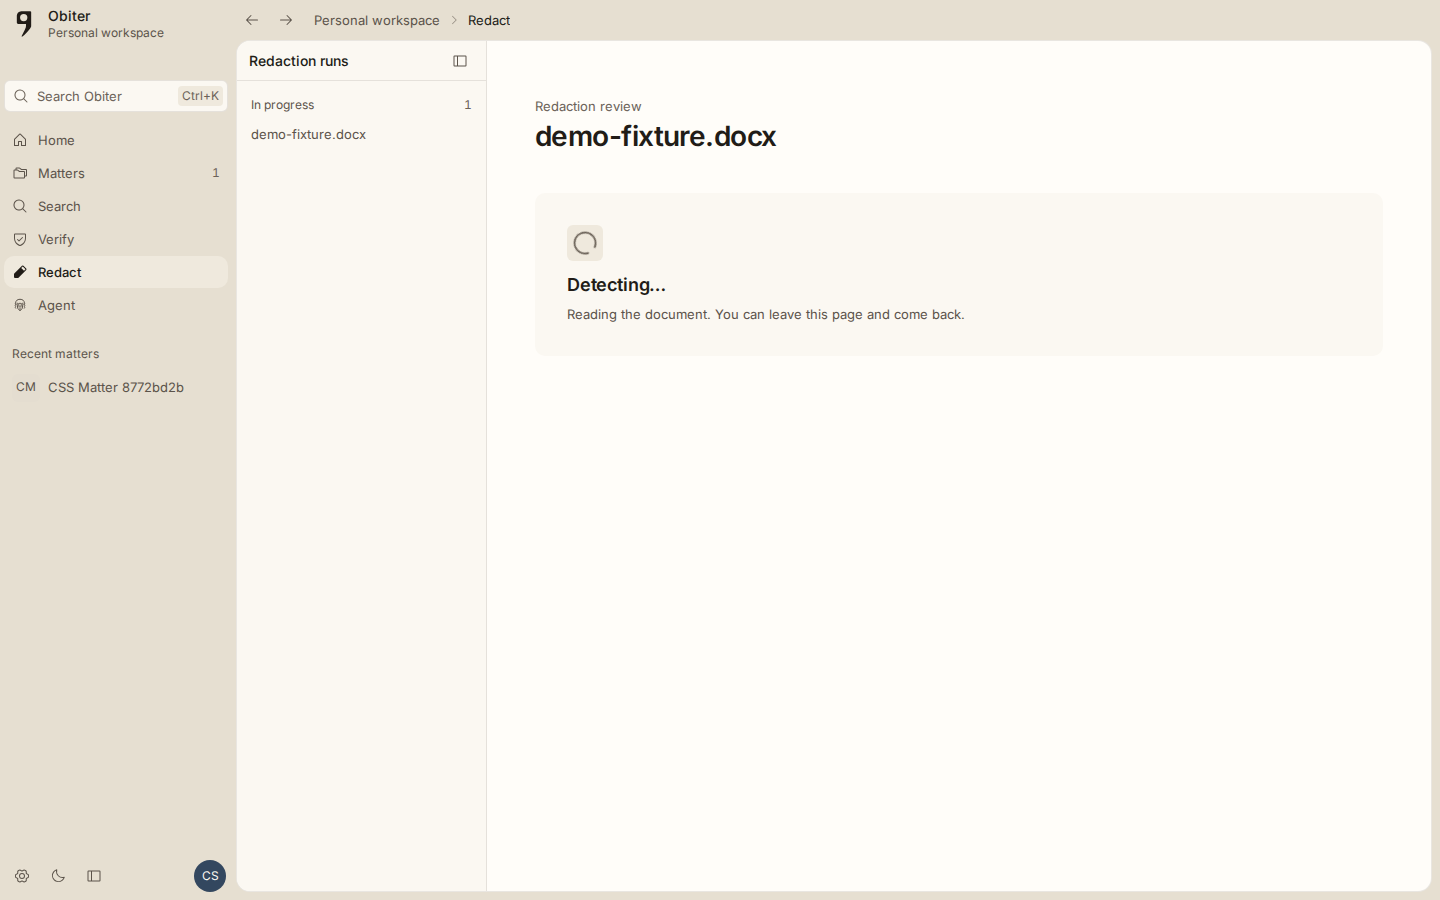 Obiter
Personal workspace
Search Obiter Ctrl+K
Home
Matters 1
Search
Verify
Redact
Agent
Recent matters
CM CSS Matter 8772bd2b
CS
Personal workspace Redact
Redaction runs
In progress 1
demo-fixture.docx
Redaction review
demo-fixture.docx
Detecting...
Reading the document. You can leave this page and come back.